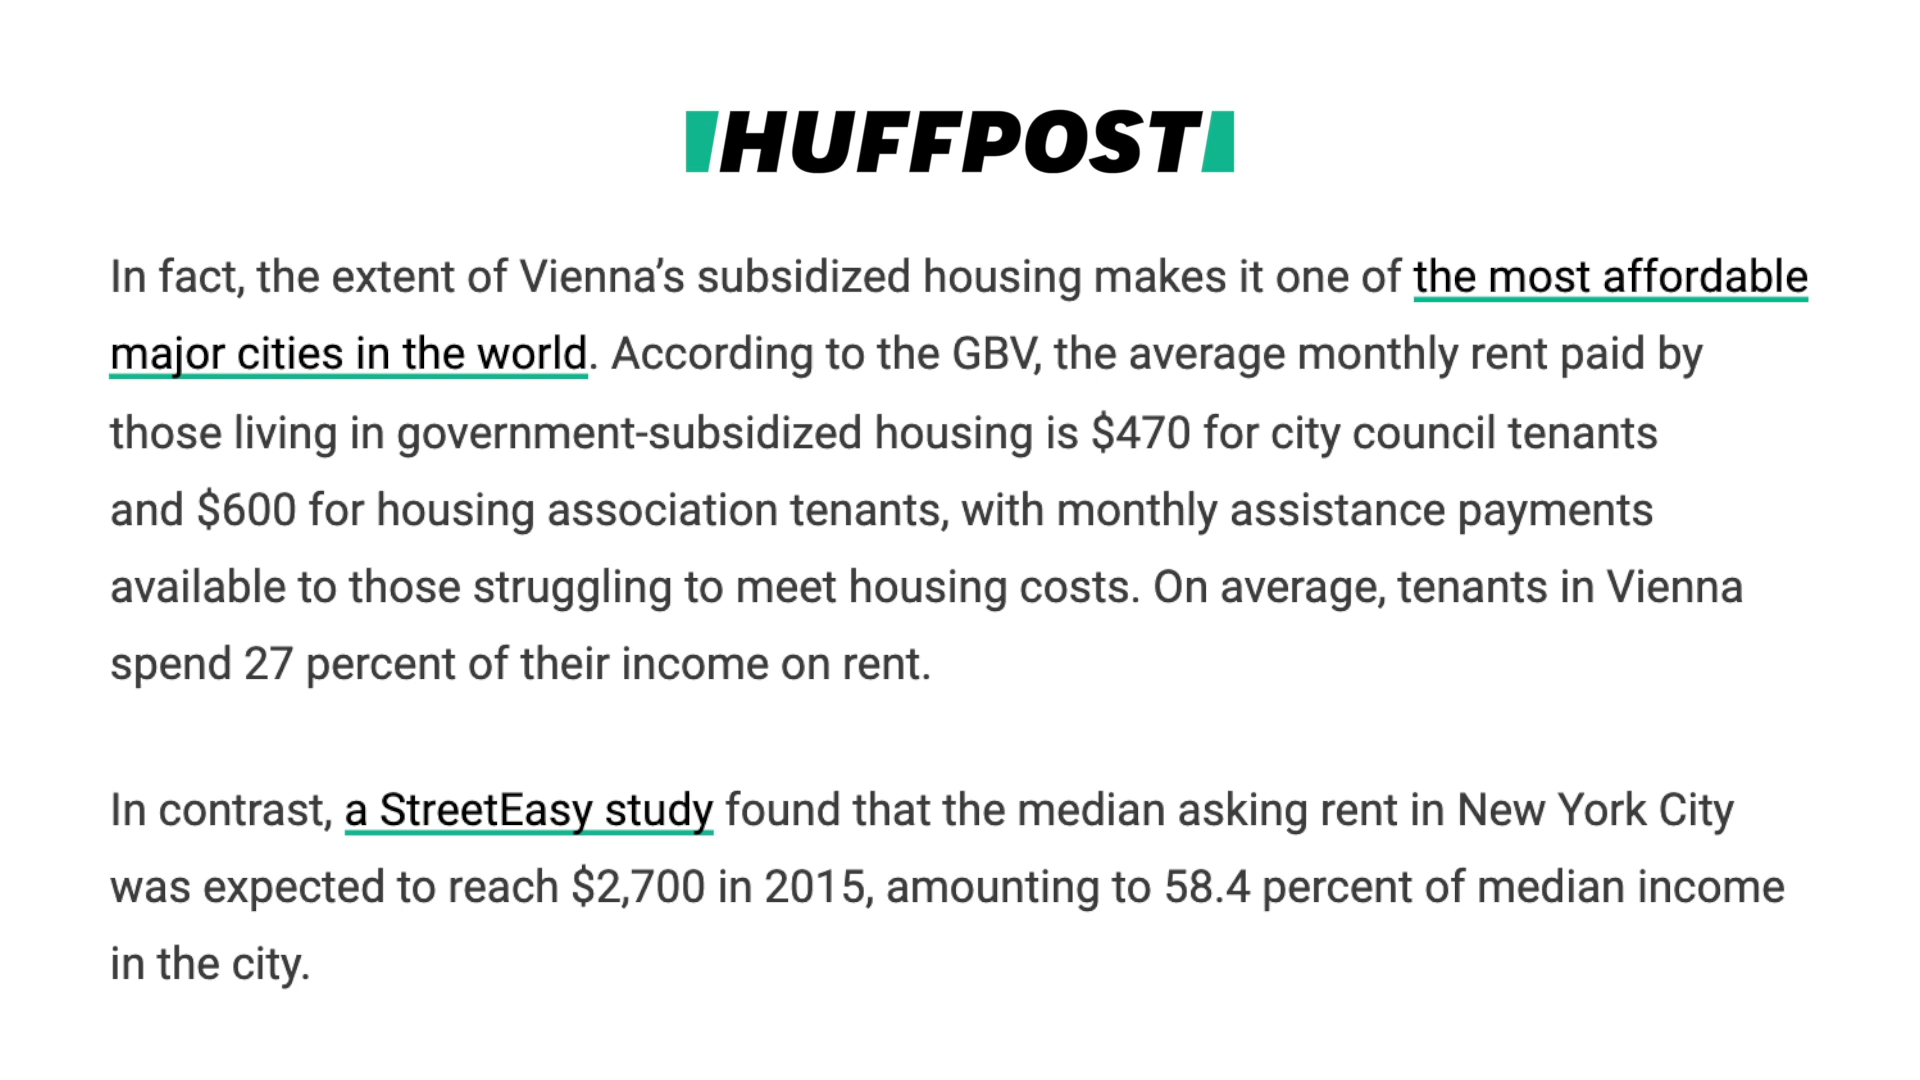 HUFFPOST
In fact, the extent of Vienna’s subsidized housing makes it one of the most affordable
major cities in the world. According to the GBV, the average monthly rent paid by
those living in government-subsidized housing is $470 for city council tenants
and $600 for housing association tenants, with monthly assistance payments
available to those struggling to meet housing costs. On average, tenants in Vienna
spend 27 percent of their income on rent.
In contrast, a StreetEasy study found that the median asking rent in New York City
was expected to reach $2,700 in 2015, amounting to 58.4 percent of median income
in the city.